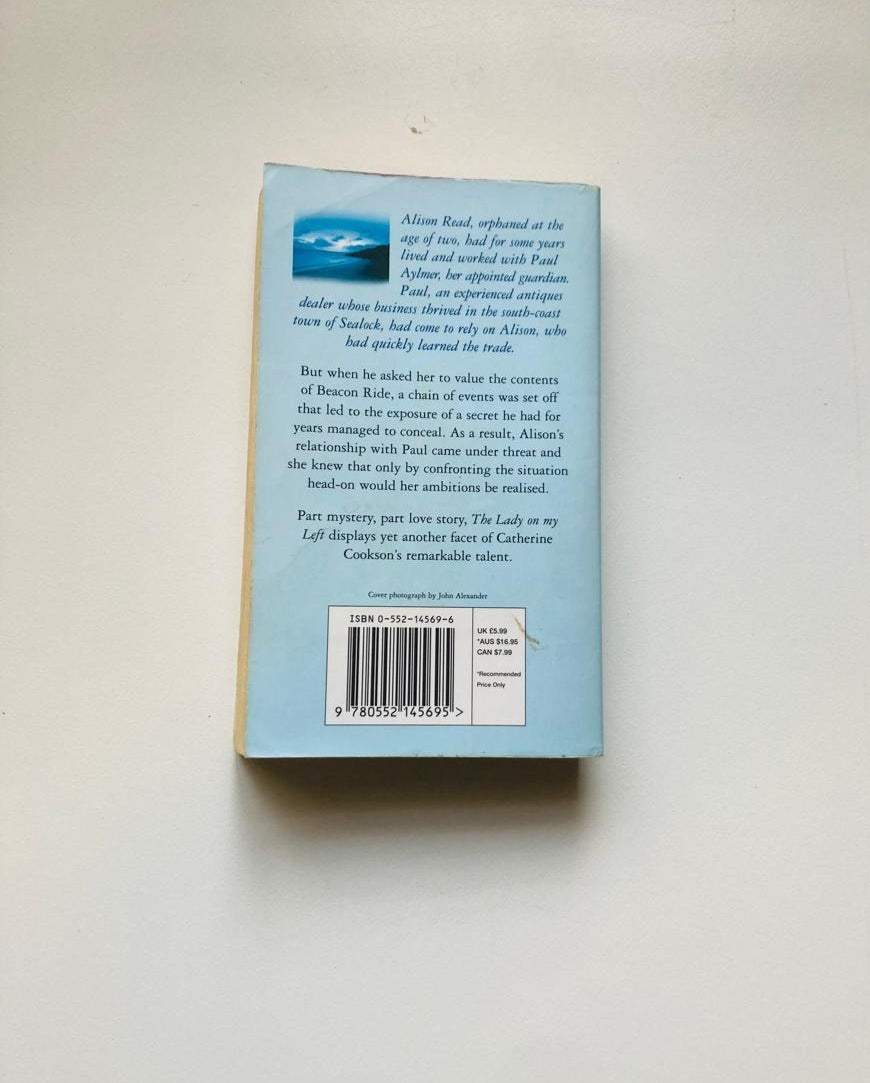 Alison Read, orphaned at the
age of two, had for some years
lived and worked with Paul
Aylmer, her appointed guardian.
Paul, an experienced antiques
dealer whose business thrived in the south-coast
town of Sealock, had come to rely on Alison, who
had quickly learned the trade.
But when he asked her to value the contents
of Beacon Ride, a chain of events was set off
that led to the exposure of a secret he had for
years managed to conceal. As a result, Alison's
relationship with Paul came under threat and
she knew that only by confronting the situation
head-on would her ambitions be realised.
Part mystery, part love story, The Lady on my
Left displays yet another facet of Catherine
Cookson's remarkable talent.
Cover photograph by John Alexander
ISBN 0-552-14569-6
9 780552 145695 >
UK £5.99
*AUS $16.95
CAN $7.99
*Recommended
Price Only